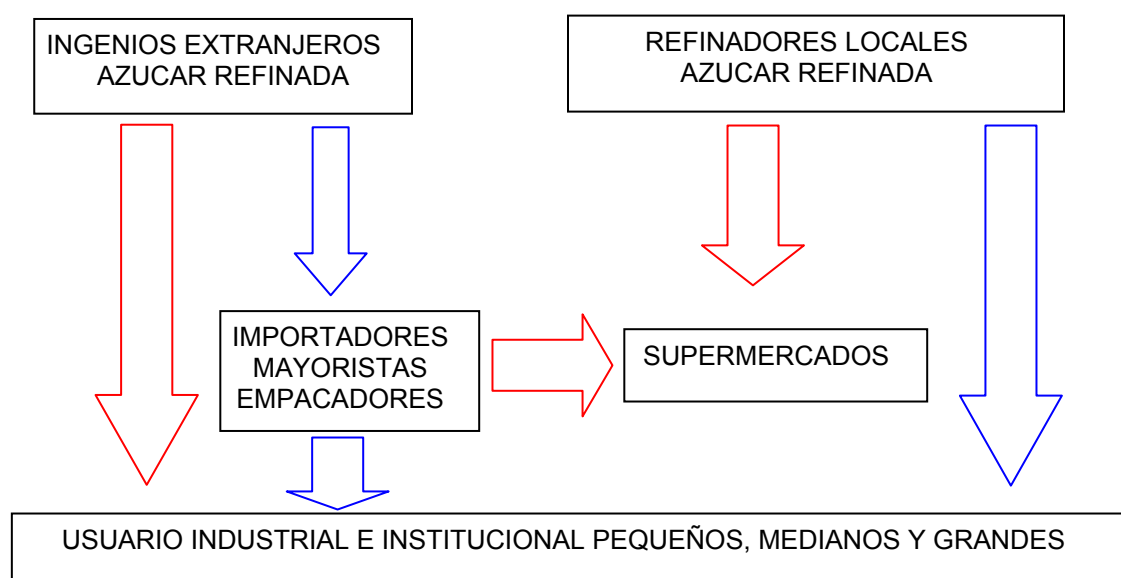 INGENIOS EXTRANJEROS
AZUCAR REFINADA
REFINADORES LOCALES
AZUCAR REFINADA
IMPORTADORES
MAYORISTAS
EMPACADORES
SUPERMERCADOS
USUARIO INDUSTRIAL E INSTITUCIONAL PEQUEÑOS, MEDIANOS Y GRANDES